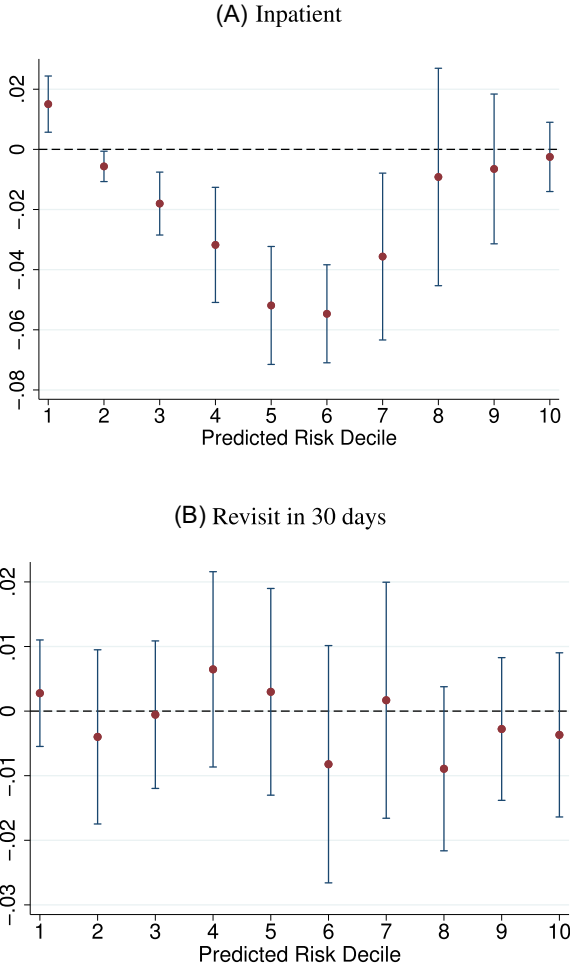 (A) Inpatient
.02
0
−.02
−.04
−.06
−.08
1 2 3 4 5 6 7 8 9 10
Predicted Risk Decile
(B) Revisit in 30 days
.02
.01
0
−.01
−.02
−.03
1 2 3 4 5 6 7 8 9 10
Predicted Risk Decile